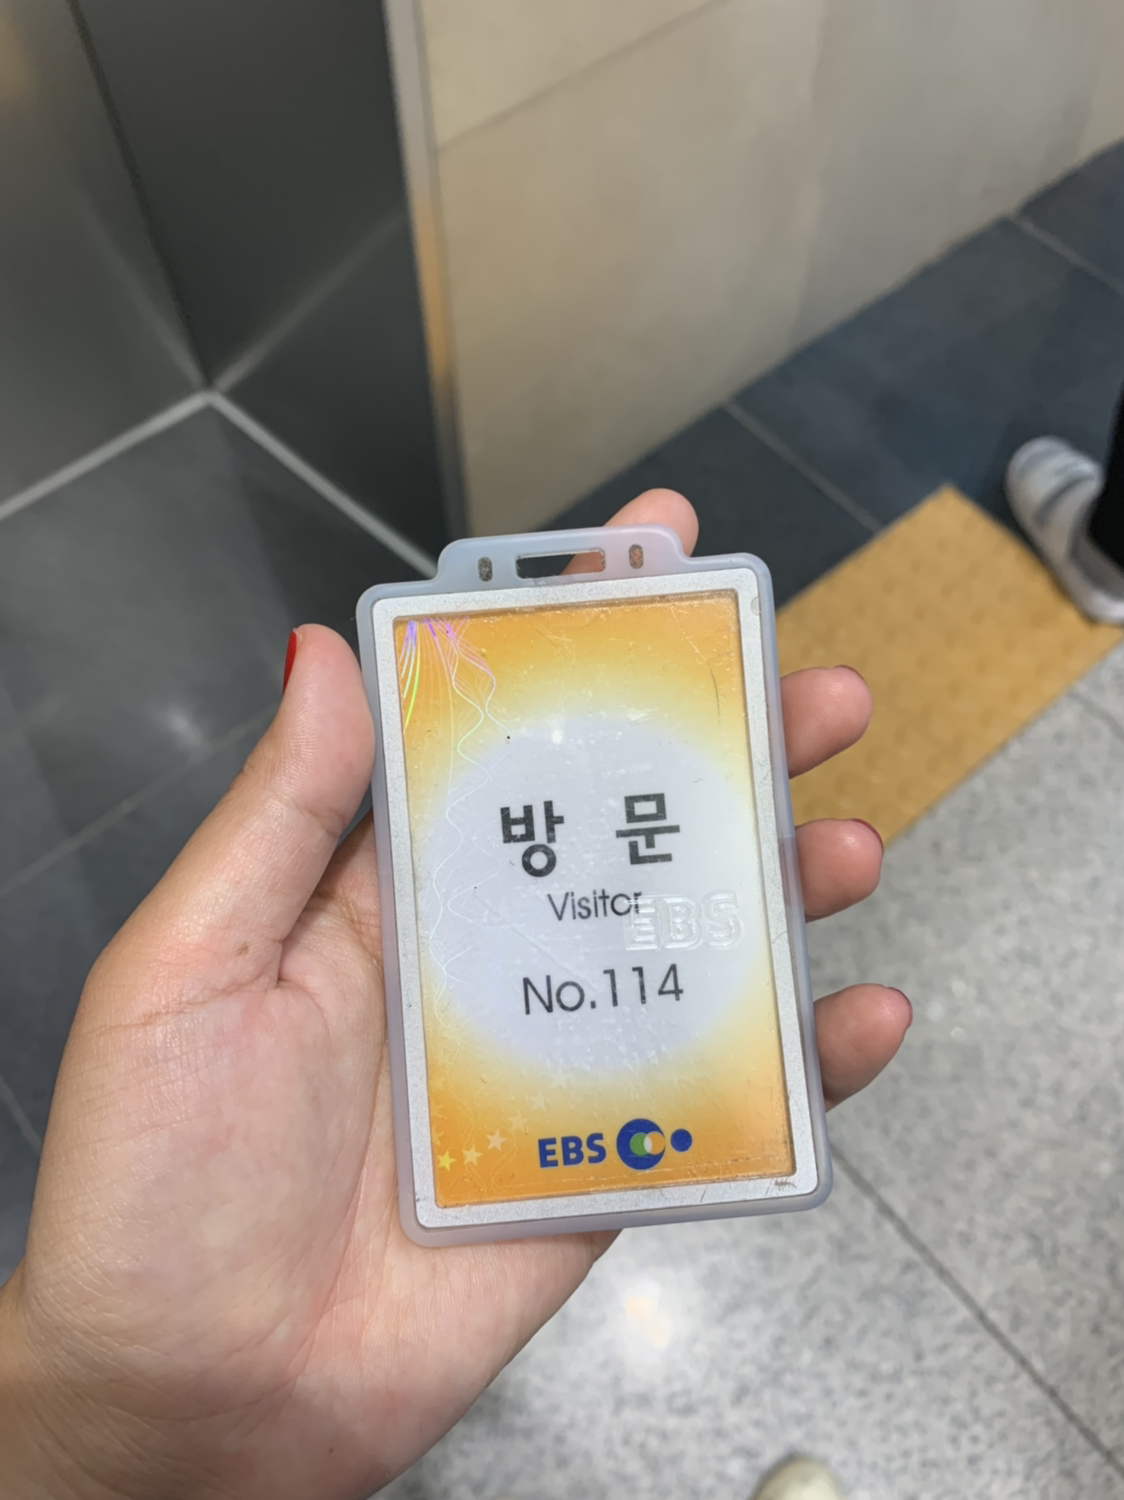 방 문
Visitor
EBS
No.114
EBS